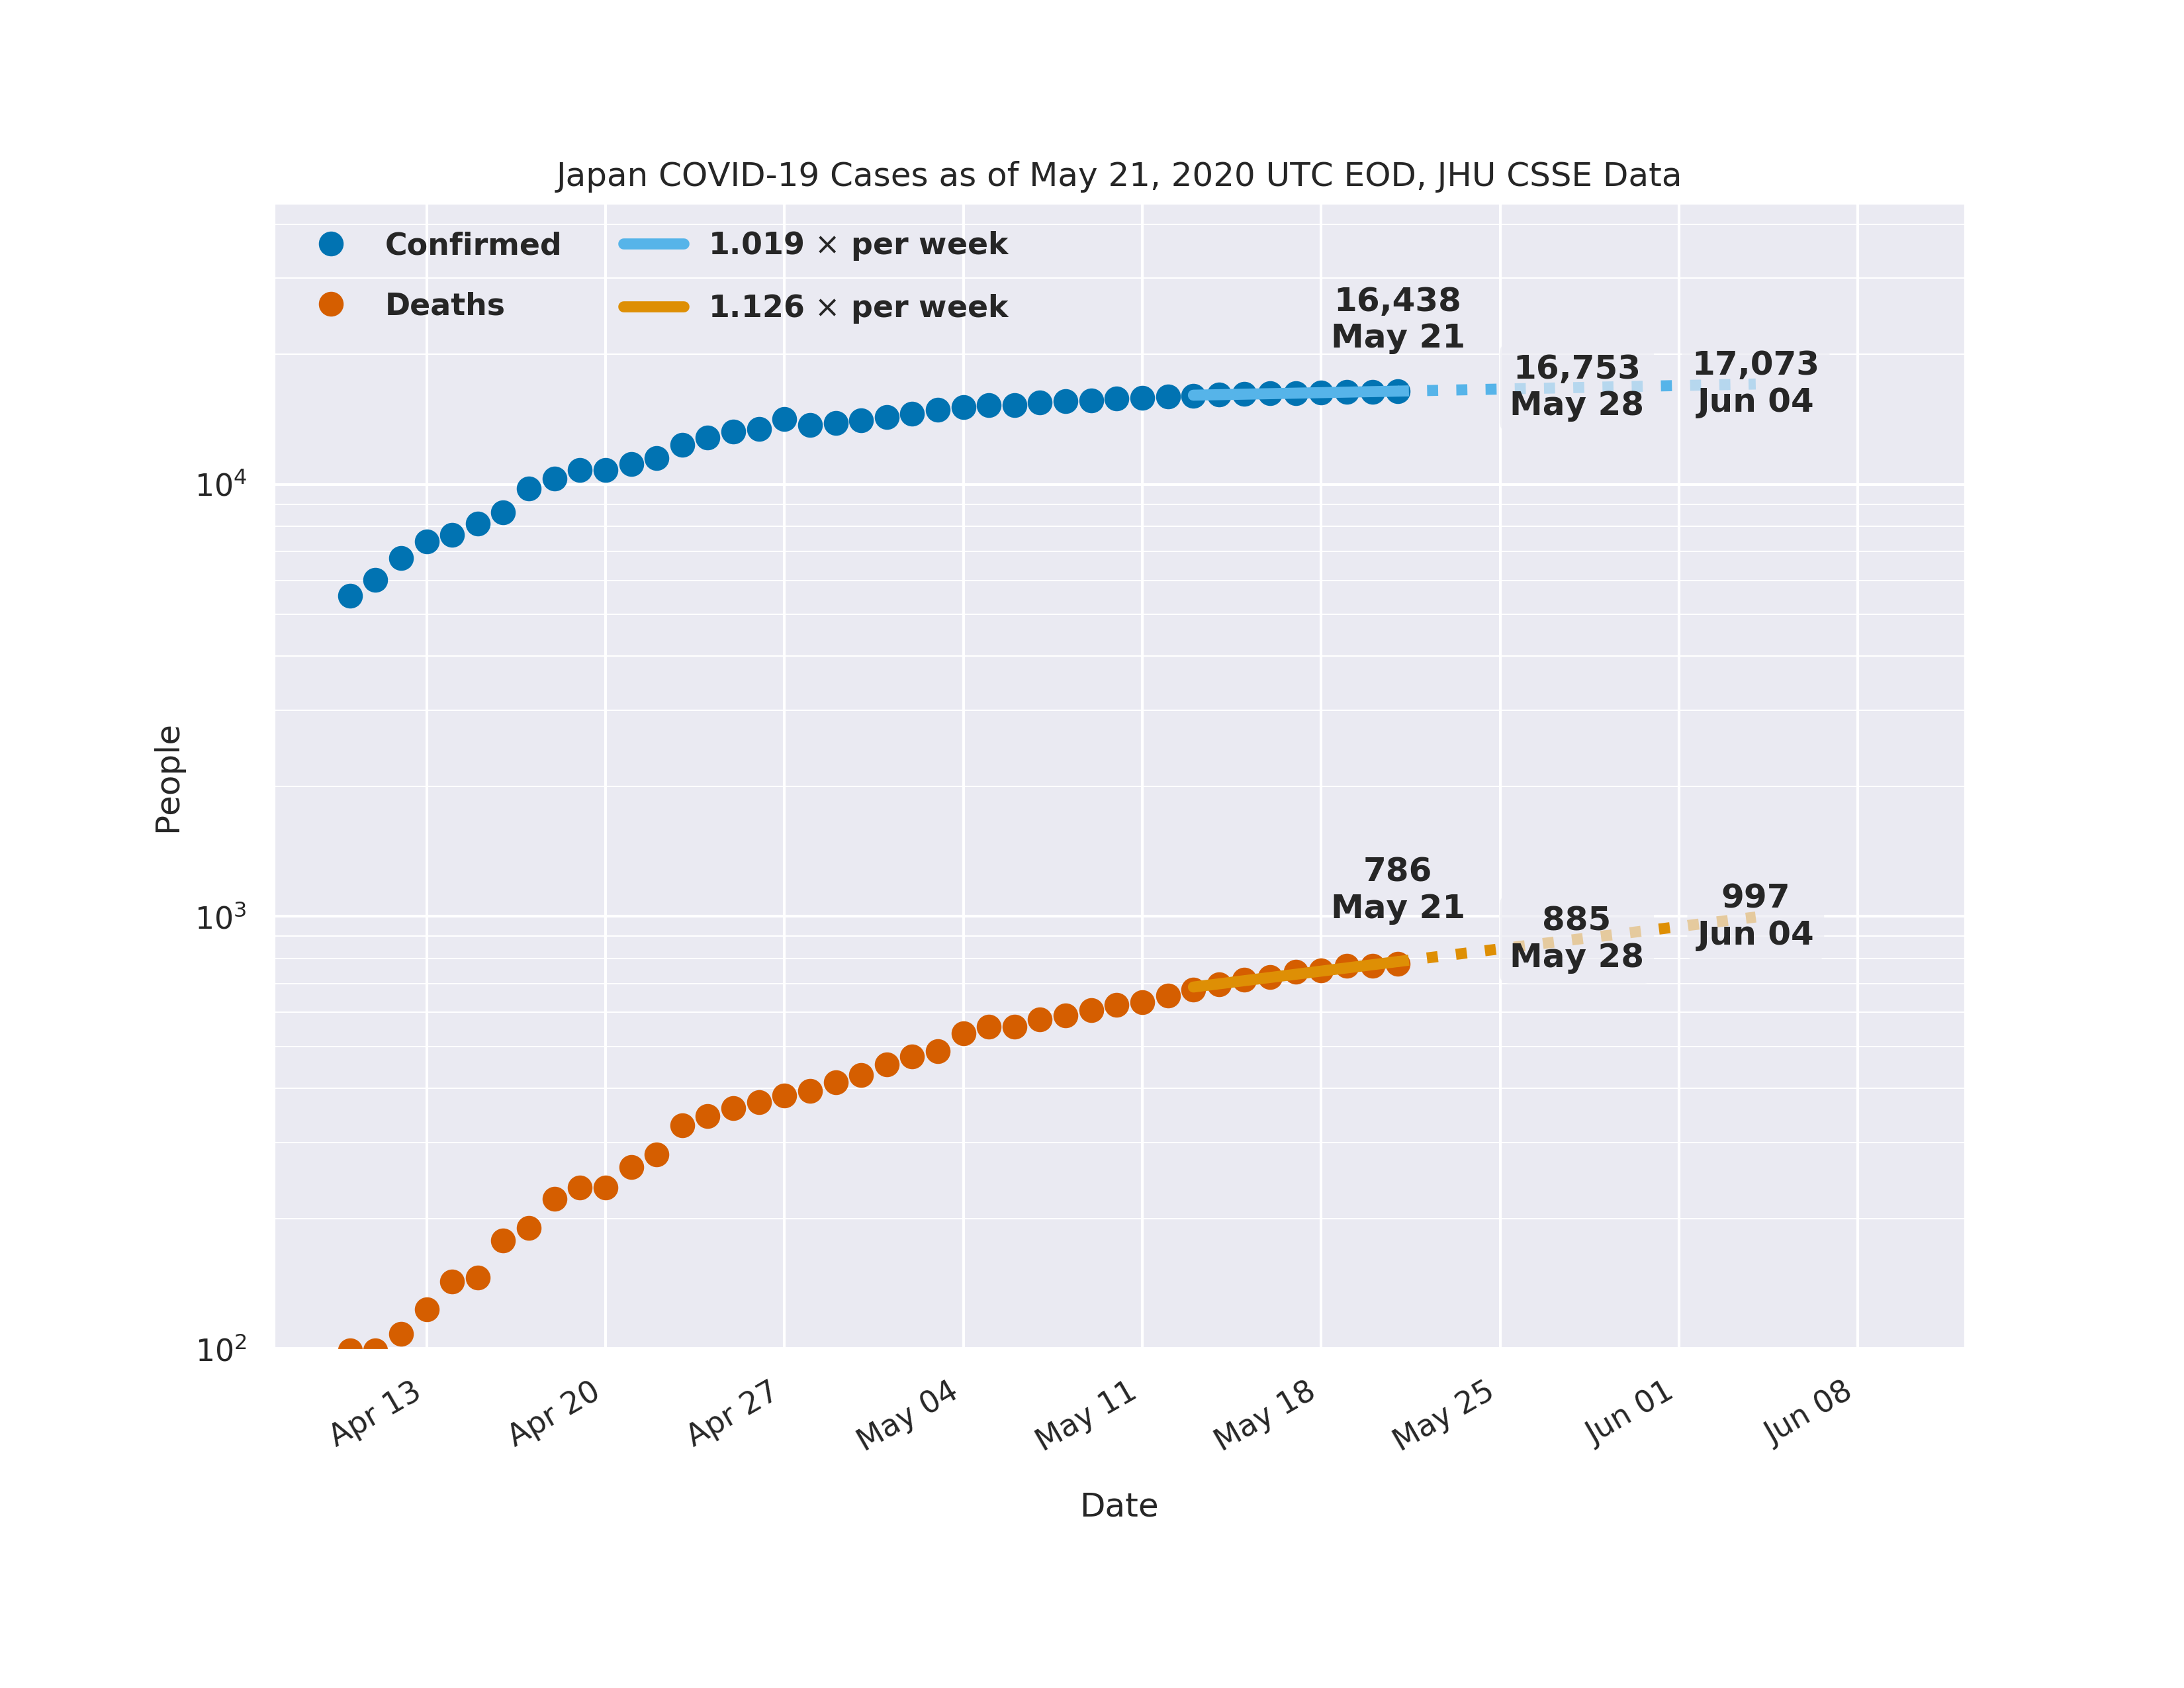 Japan COVID-19 Cases as of May 21, 2020 UTC EOD, JHU CSSE Data
Confirmed
Deaths
1.019 × per week
1.126 × per week
16,438
May 21
16,753
May 28
17,073
Jun 04
786
May 21
885
May 28
997
Jun 04
People
10⁴
10³
10²
Apr 13
Apr 20
Apr 27
May 04
May 11
May 18
May 25
Jun 01
Jun 08
Date